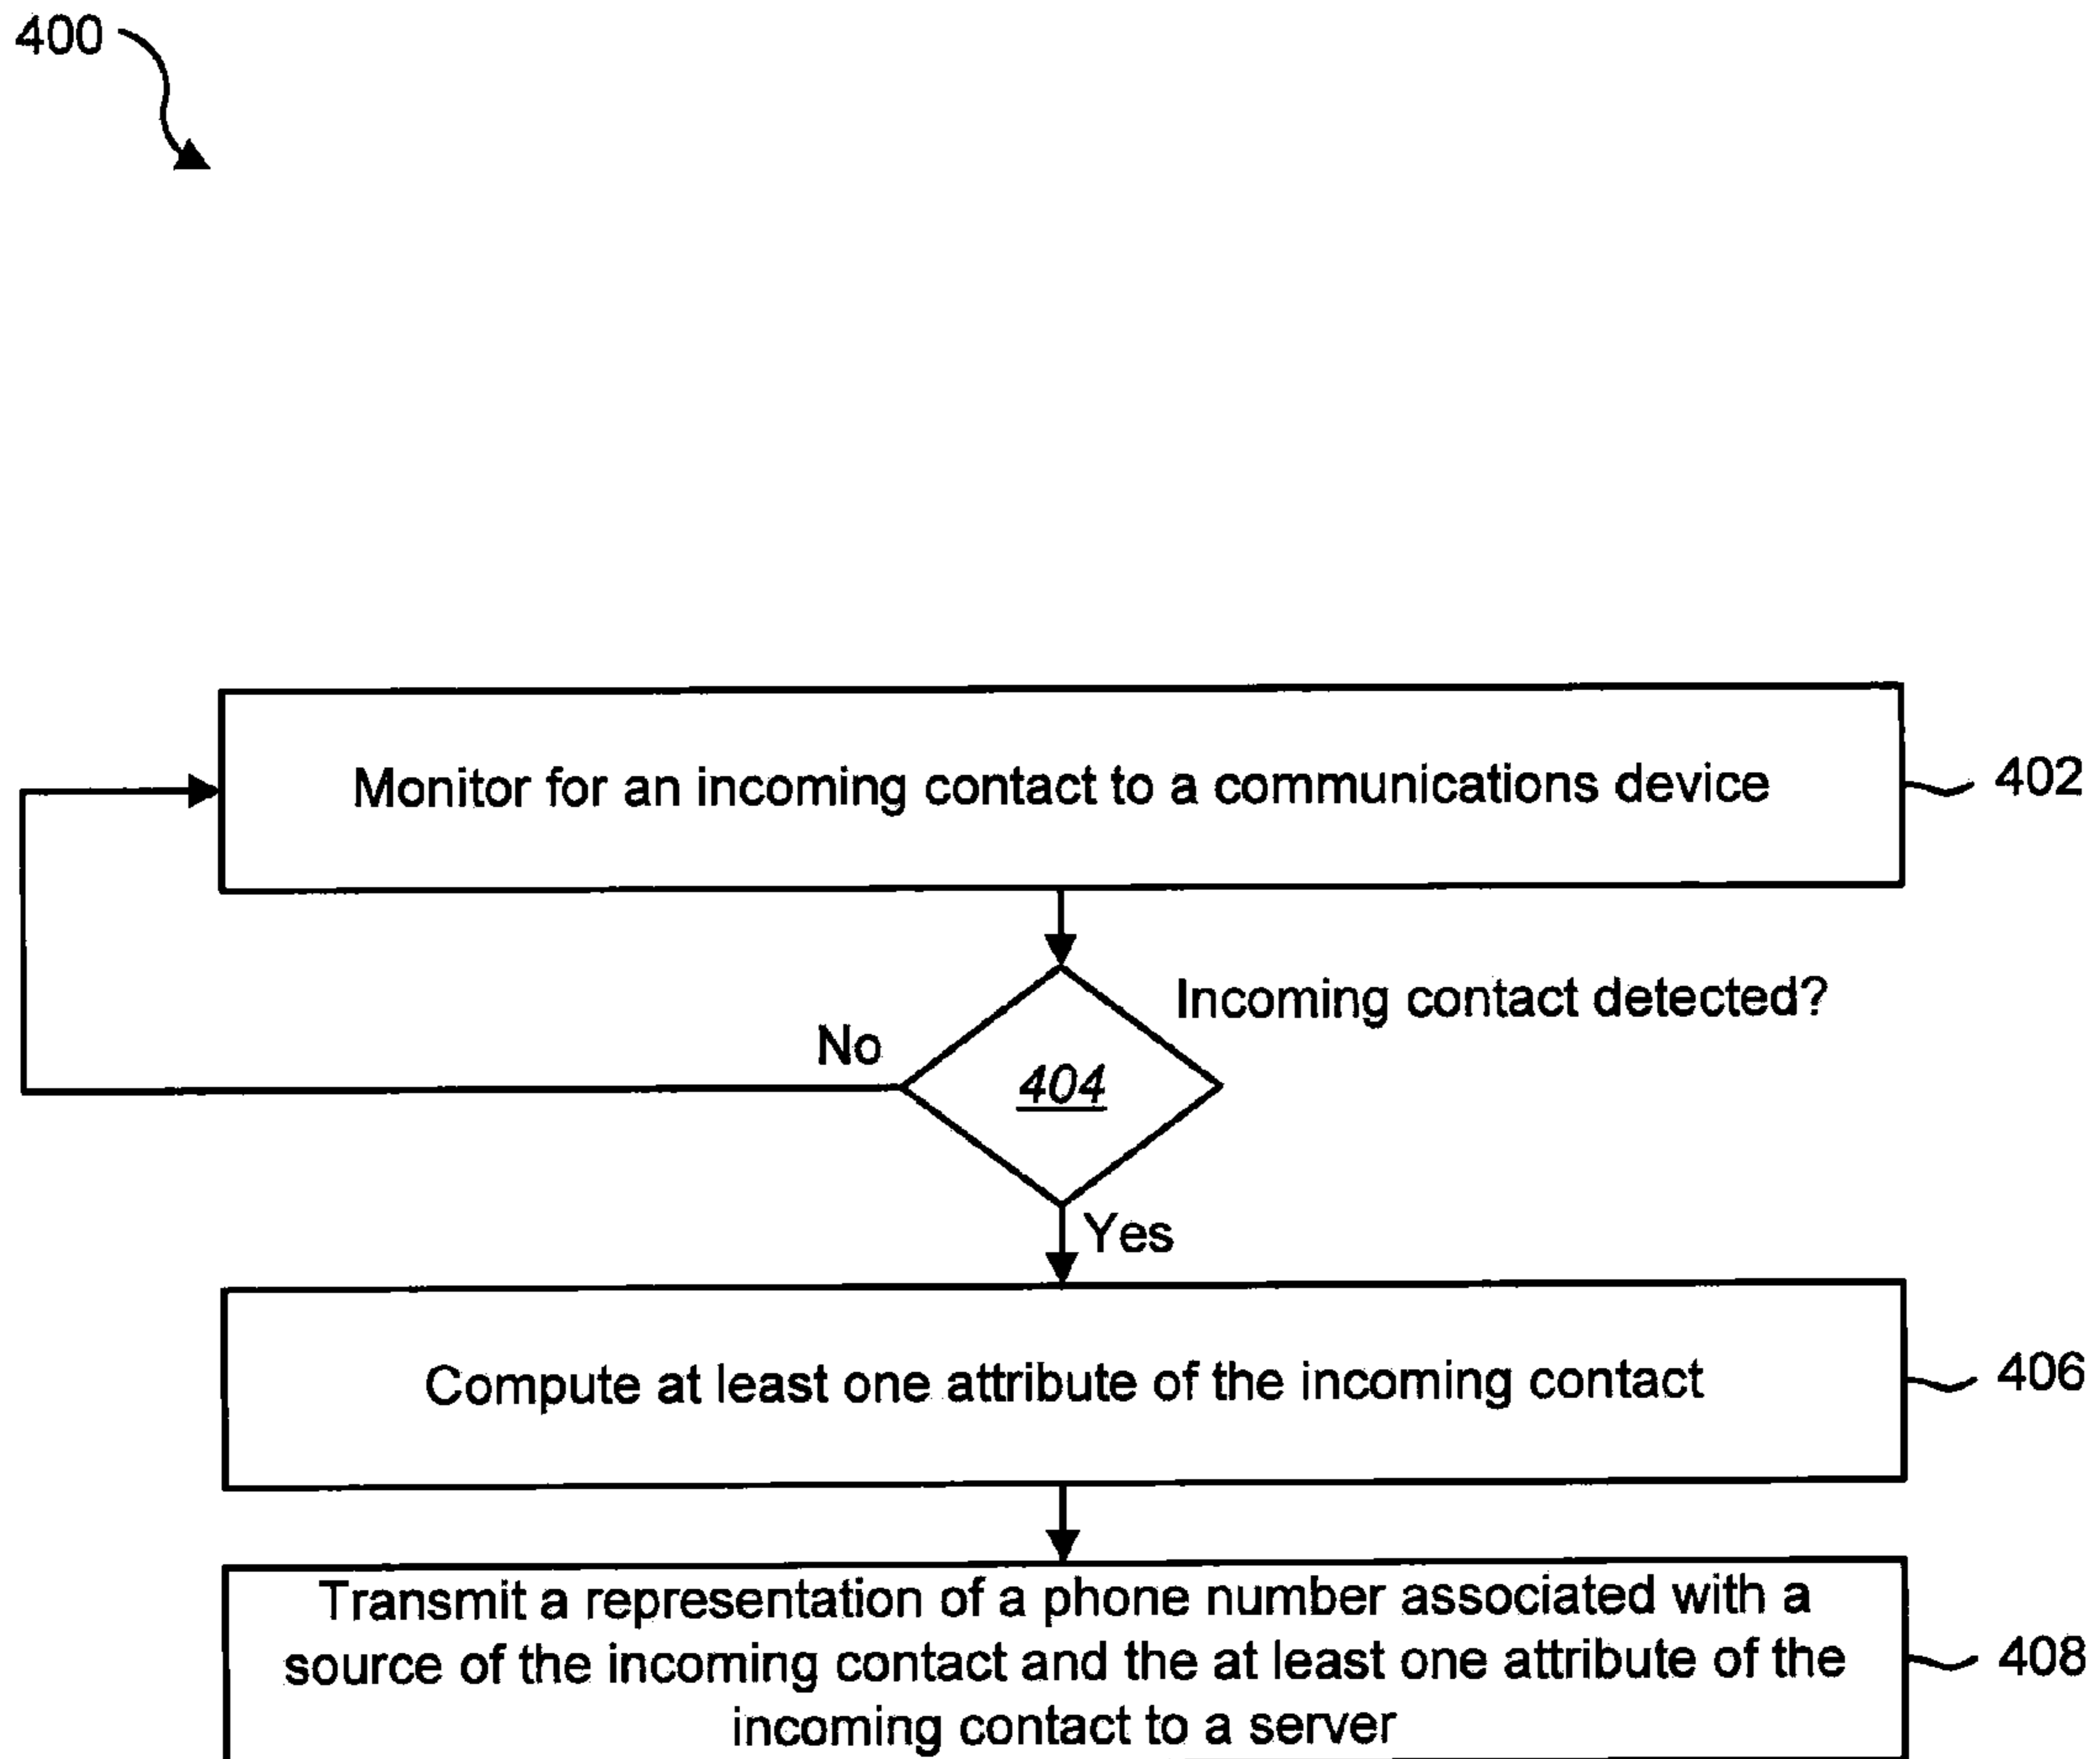 400
Monitor for an incoming contact to a communications device
402
Incoming contact detected?
No
404
Yes
Compute at least one attribute of the incoming contact
406
Transmit a representation of a phone number associated with a
source of the incoming contact and the at least one attribute of the
incoming contact to a server
408